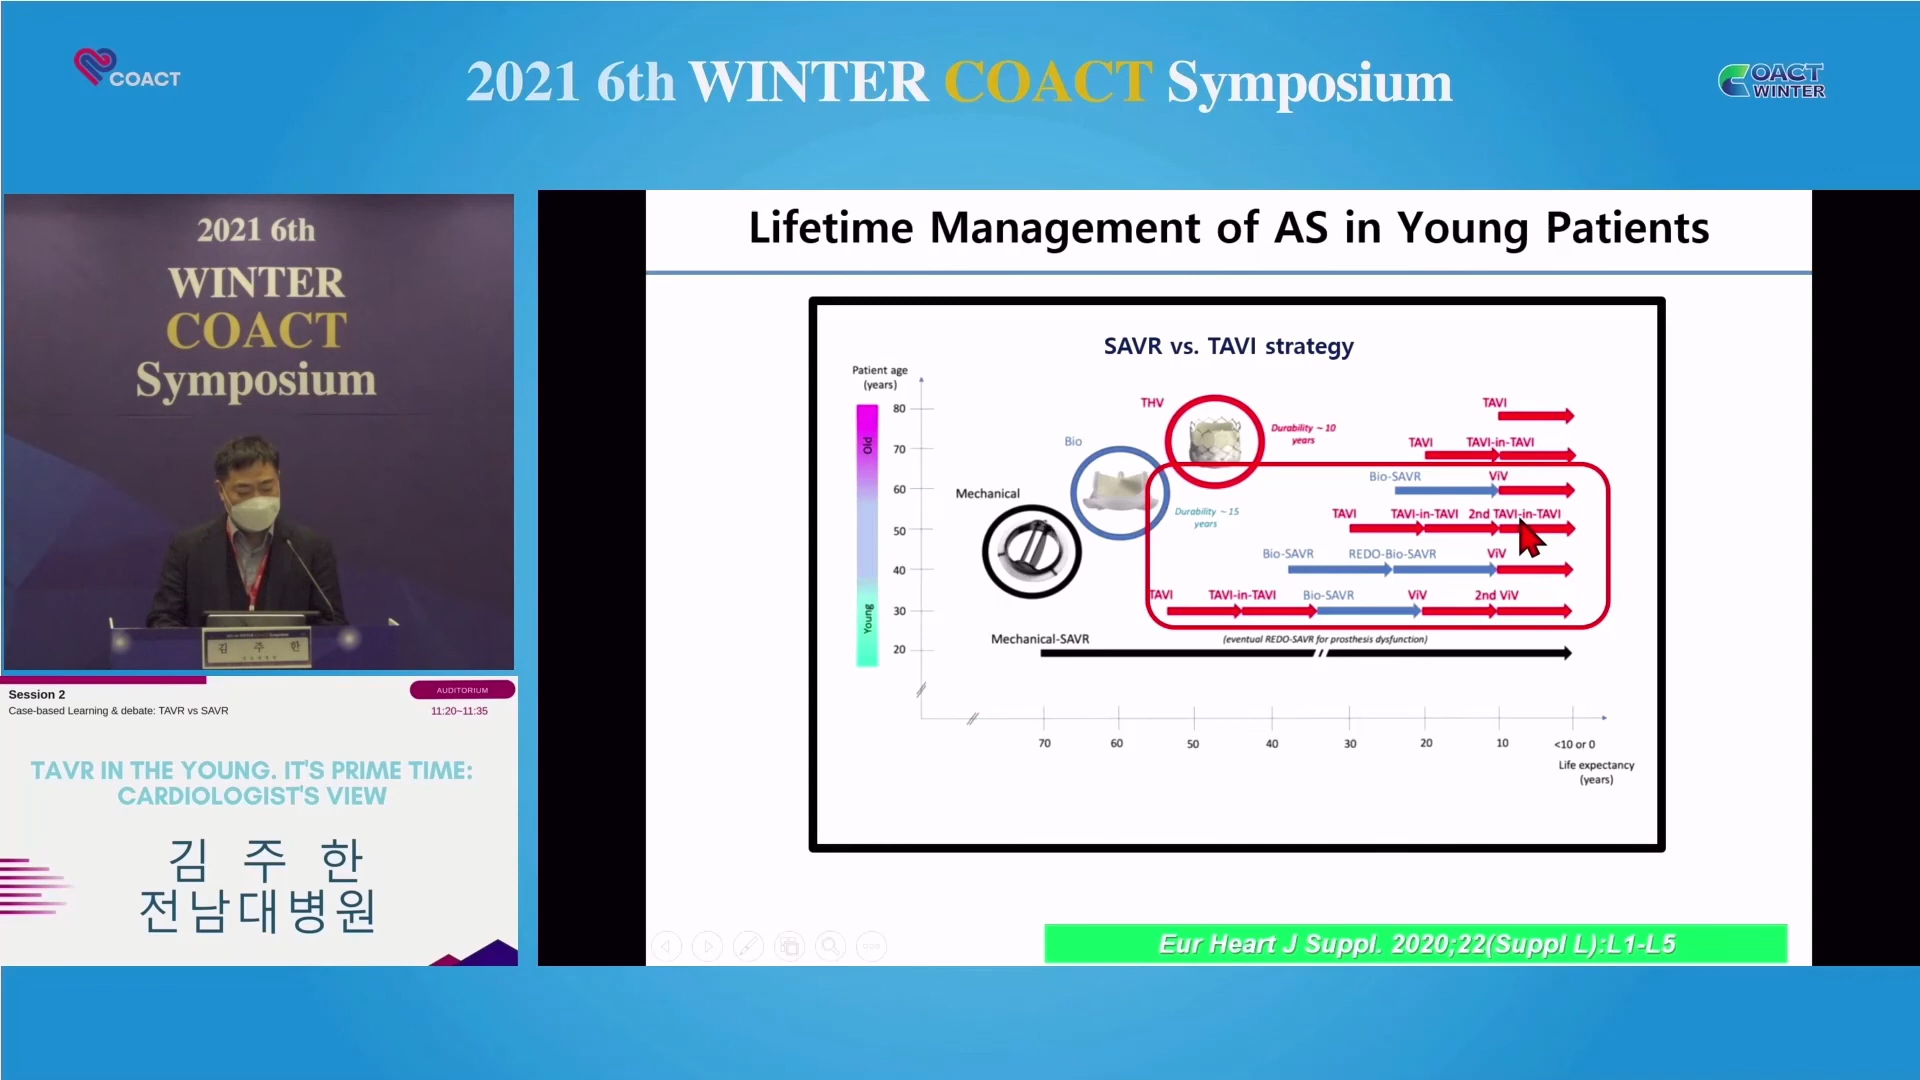 COACT
2021 6th WINTER COACT Symposium
COACT
WINTER
2021 6th
WINTER
COACT
Symposium
김 주 한
Session 2
AUDITORIUM
Case-based Learning & debate: TAVR vs SAVR
11:20~11:35
TAVR IN THE YOUNG. IT'S PRIME TIME:
CARDIOLOGIST'S VIEW
김 주 한
전남대병원
Lifetime Management of AS in Young Patients
SAVR vs. TAVI strategy
Patient age
(years)
80
70
60
50
40
30
20
Old
Young
Mechanical
Bio
THV
Durability ~ 10
years
Durability ~ 15
years
TAVI
TAVI TAVI-in-TAVI
Bio-SAVR ViV
TAVI TAVI-in-TAVI 2nd TAVI-in-TAVI
Bio-SAVR REDO-Bio-SAVR ViV
TAVI TAVI-in-TAVI Bio-SAVR ViV 2nd ViV
Mechanical-SAVR (eventual REDO-SAVR for prosthesis dysfunction)
70 60 50 40 30 20 10 <10 or 0
Life expectancy
(years)
Eur Heart J Suppl. 2020;22(Suppl L):L1-L5